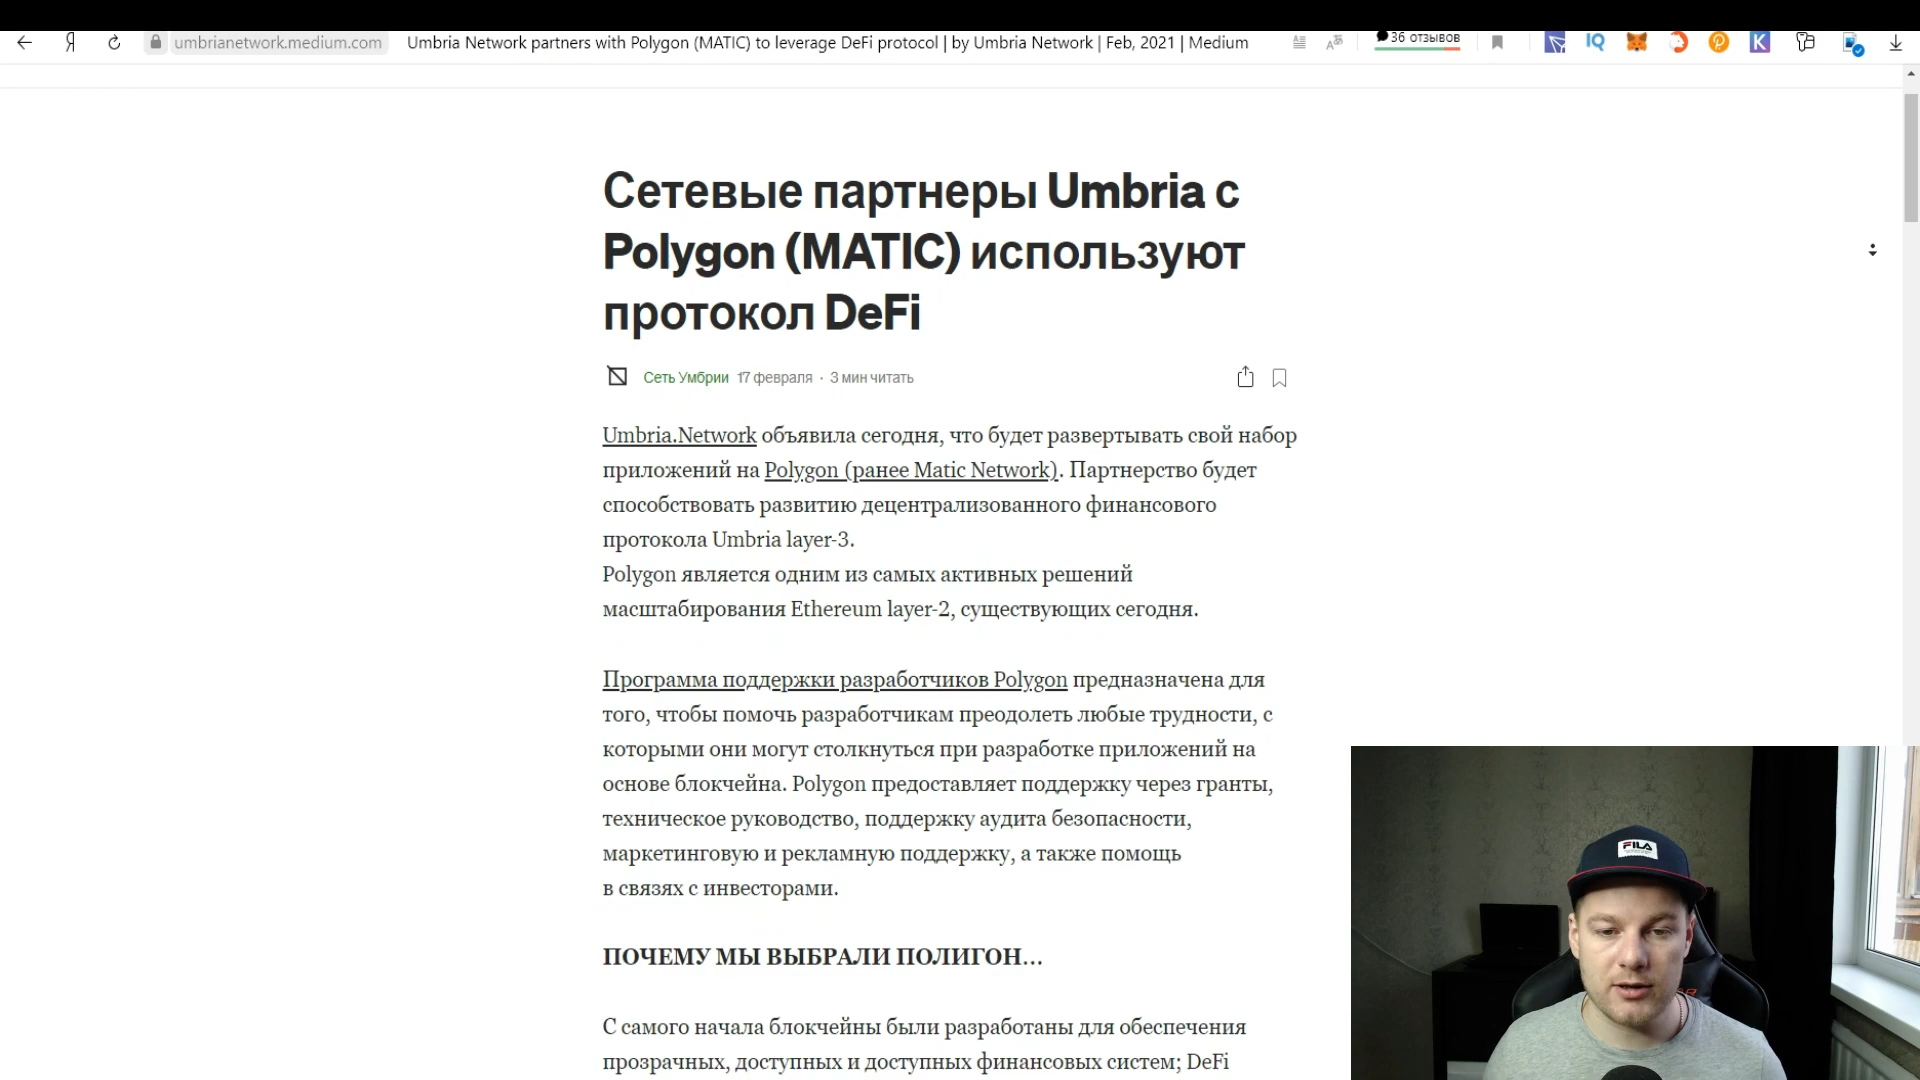 Я
umbrianetwork.medium.com
Umbria Network partners with Polygon (MATIC) to leverage DeFi protocol | by Umbria Network | Feb, 2021 | Medium
36 отзывов
IQ
K
Сетевые партнеры Umbria с
Polygon (MATIC) используют
протокол DeFi
Сеть Умбрии 17 февраля · 3 мин читать
Umbria.Network объявила сегодня, что будет развертывать свой набор
приложений на Polygon (ранее Matic Network). Партнерство будет
способствовать развитию децентрализованного финансового
протокола Umbria layer-3.
Polygon является одним из самых активных решений
масштабирования Ethereum layer-2, существующих сегодня.
Программа поддержки разработчиков Polygon предназначена для
того, чтобы помочь разработчикам преодолеть любые трудности, с
которыми они могут столкнуться при разработке приложений на
основе блокчейна. Polygon предоставляет поддержку через гранты,
техническое руководство, поддержку аудита безопасности,
маркетинговую и рекламную поддержку, а также помощь
в связях с инвесторами.
ПОЧЕМУ МЫ ВЫБРАЛИ ПОЛИГОН...
С самого начала блокчейны были разработаны для обеспечения
прозрачных, доступных и доступных финансовых систем; DeFi
FILA